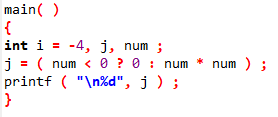 main( )
{
int i = -4, j, num ;
j = ( num < 0 ? 0 : num * num ) ;
printf ( "\n%d", j ) ;
}